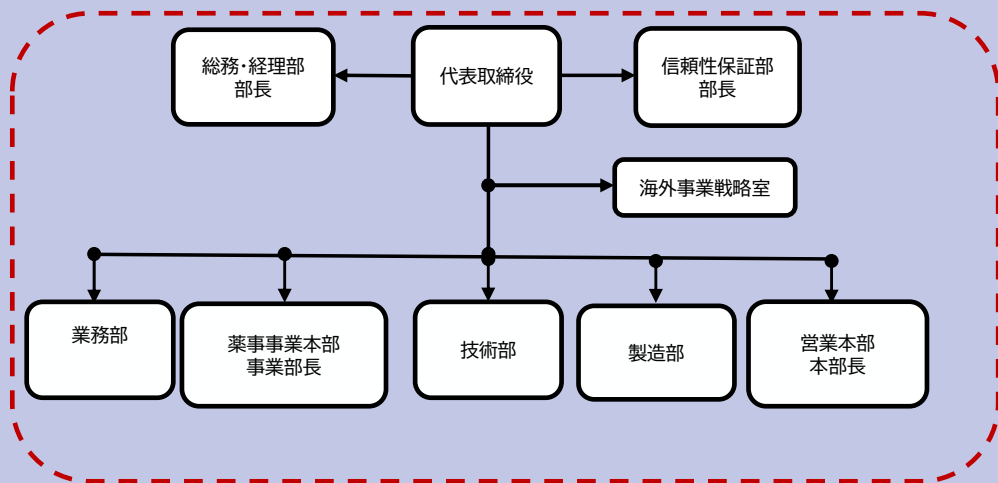 総務・経理部
部長
代表取締役
信頼性保証部
部長
海外事業戦略室
業務部
薬事事業本部
事業部長
技術部
製造部
営業本部
本部長